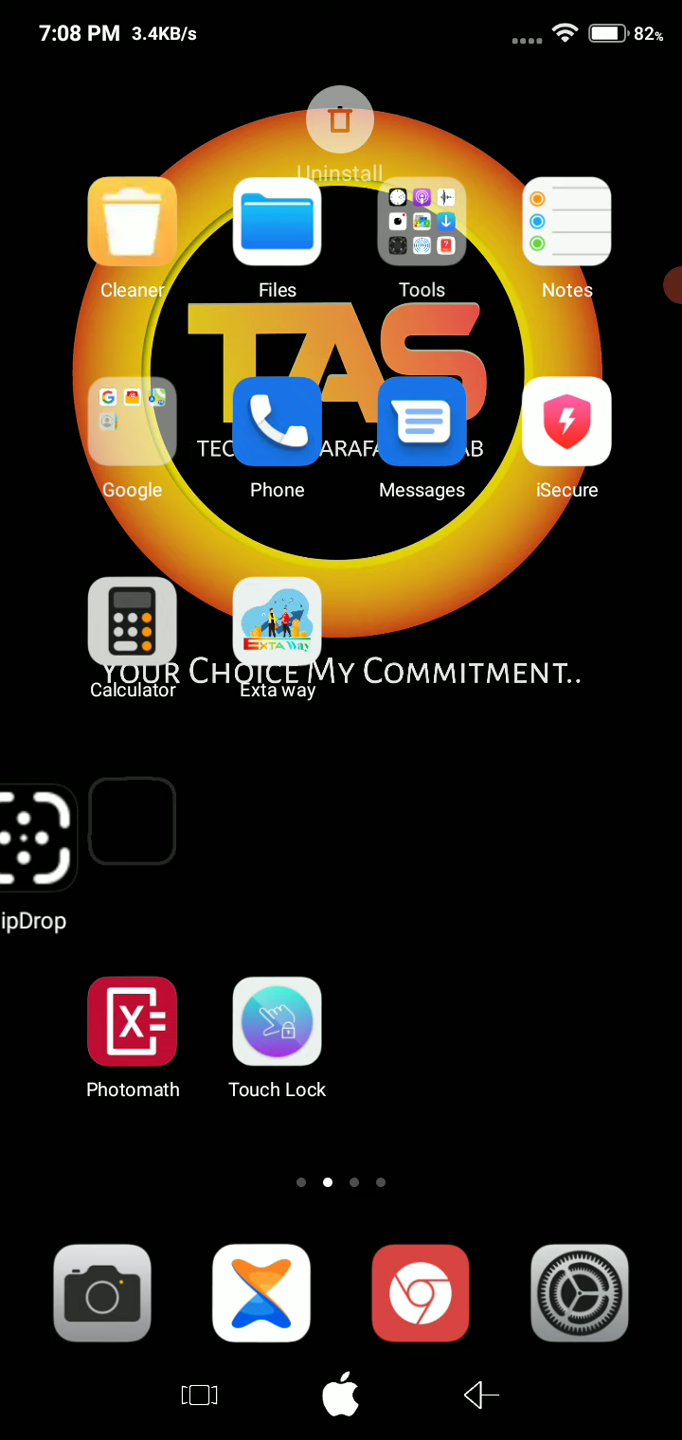 7:08 PM 3.4KB/s 82%
Uninstall
Cleaner Files Tools Notes
TAS
Google Phone Messages iSecure
YOUR CHOICE MY COMMITMENT..
Calculator Exta way
ipDrop
Photomath Touch Lock